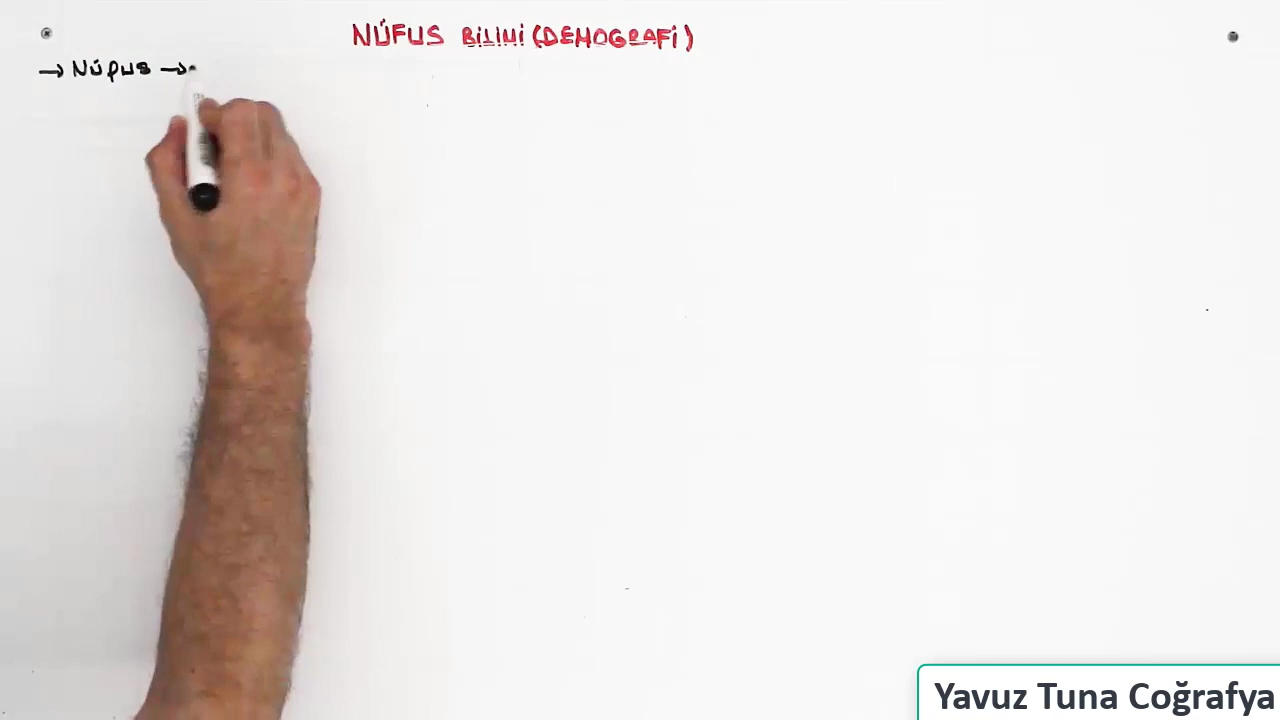 NÜFUS BİLİMİ (DEMOGRAFİ)
→ Nüfus →
Yavuz Tuna Coğrafya